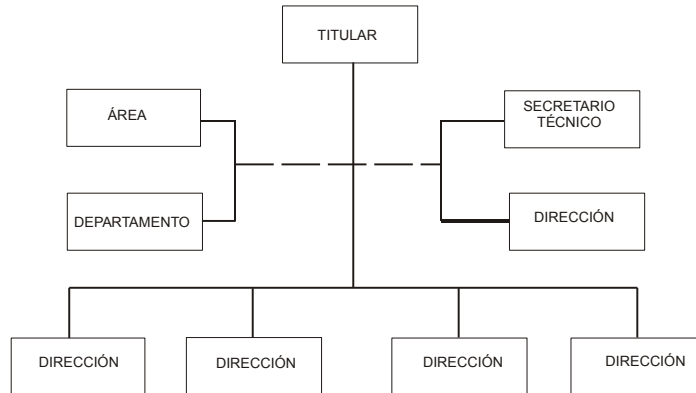 TITULAR
ÁREA
SECRETARIO
TÉCNICO
DEPARTAMENTO
DIRECCIÓN
DIRECCIÓN
DIRECCIÓN
DIRECCIÓN
DIRECCIÓN